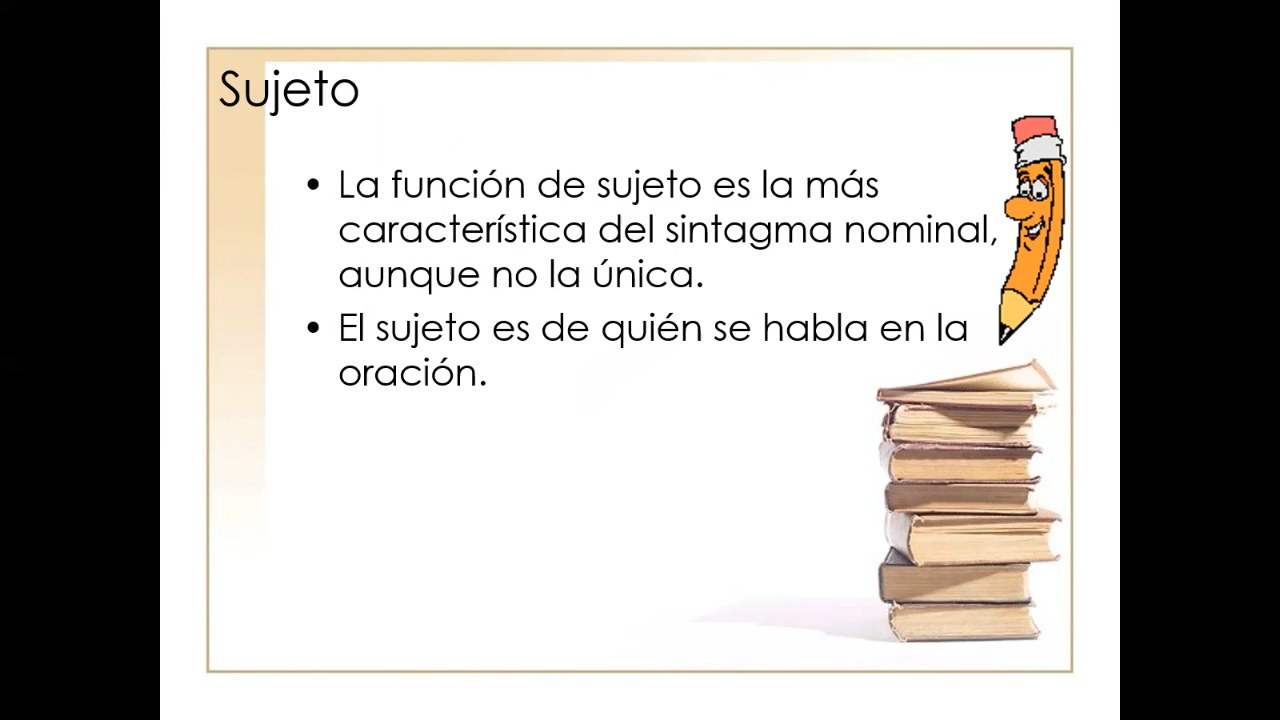 Sujeto
• La función de sujeto es la más
característica del sintagma nominal,
aunque no la única.
• El sujeto es de quién se habla en la
oración.